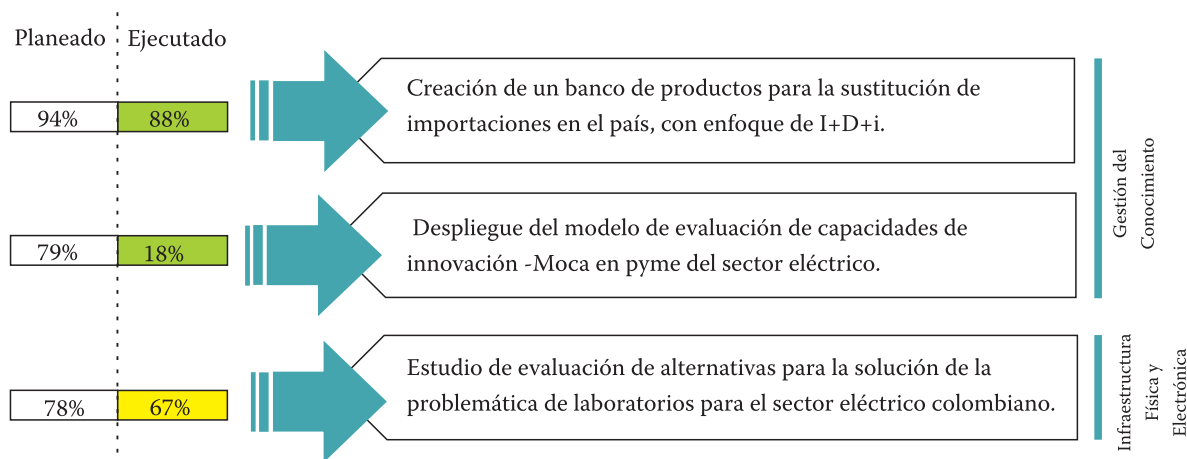 Planeado Ejecutado
94% 88%
Creación de un banco de productos para la sustitución de
importaciones en el país, con enfoque de I+D+i.
79% 18%
Despliegue del modelo de evaluación de capacidades de
innovación -Moca en pyme del sector eléctrico.
Gestión del
Conocimiento
78% 67%
Estudio de evaluación de alternativas para la solución de la
problemática de laboratorios para el sector eléctrico colombiano.
Infraestructura
Física y
Electrónica